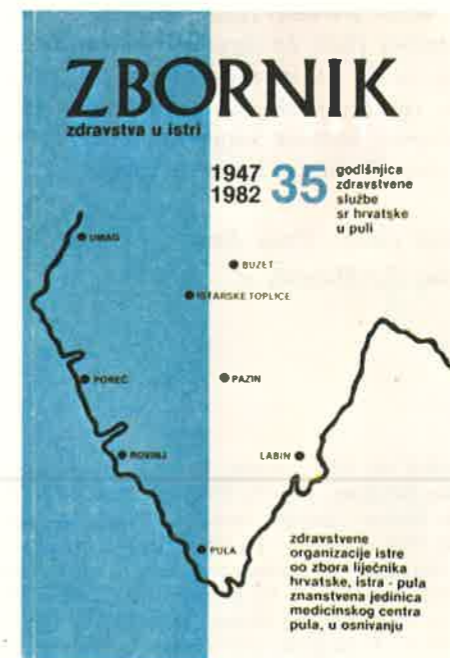 ZBORNIK
zdravstva u istri
1947
1982
35
godišnjica
zdravstvene
službe
sr hrvatske
u puli
UMAG
BUZET
ISTARSKE TOPLICE
POREČ
PAZIN
ROVINJ
LABIN
PULA
zdravstvene
organizacije istre
oo zbora liječnika
hrvatske, istra - pula
znanstvena jedinica
medicinskog centra
pula, u osnivanju